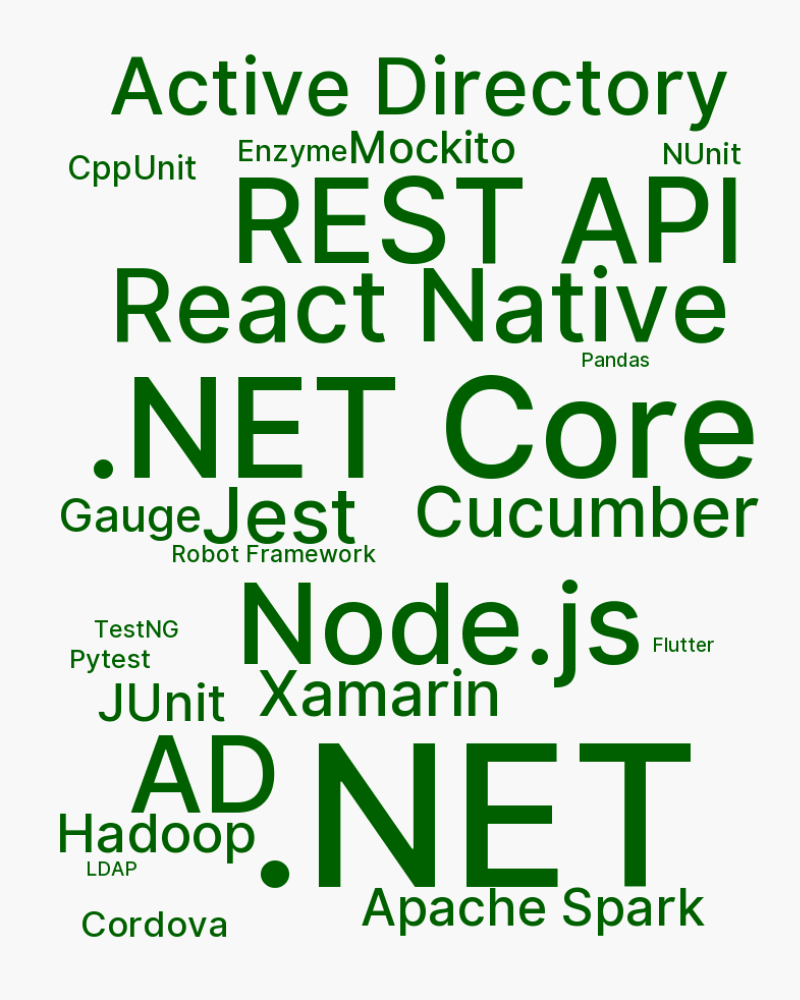 Active Directory
Enzyme Mockito
NUnit
CppUnit
REST API
React Native
Pandas
.NET Core
Gauge Jest
Cucumber
Robot Framework
Node.js
TestNG
Flutter
Pytest
Xamarin
JUnit
AD
.NET
Hadoop
LDAP
Apache Spark
Cordova